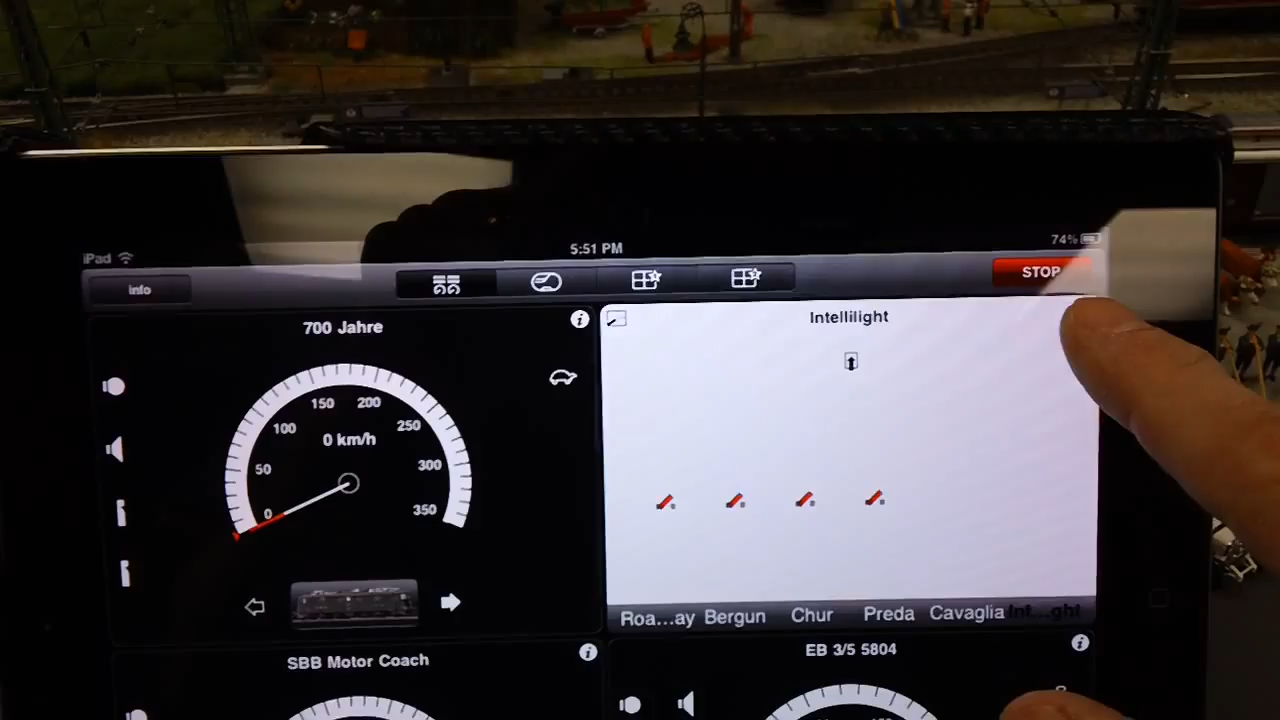 iPad
5:51 PM
74%
info
STOP
700 Jahre
Intellilight
0 50 100 150 200 250 300 350
0 km/h
Roa...ay Bergun Chur Preda Cavaglia Int...ght
SBB Motor Coach
EB 3/5 5804